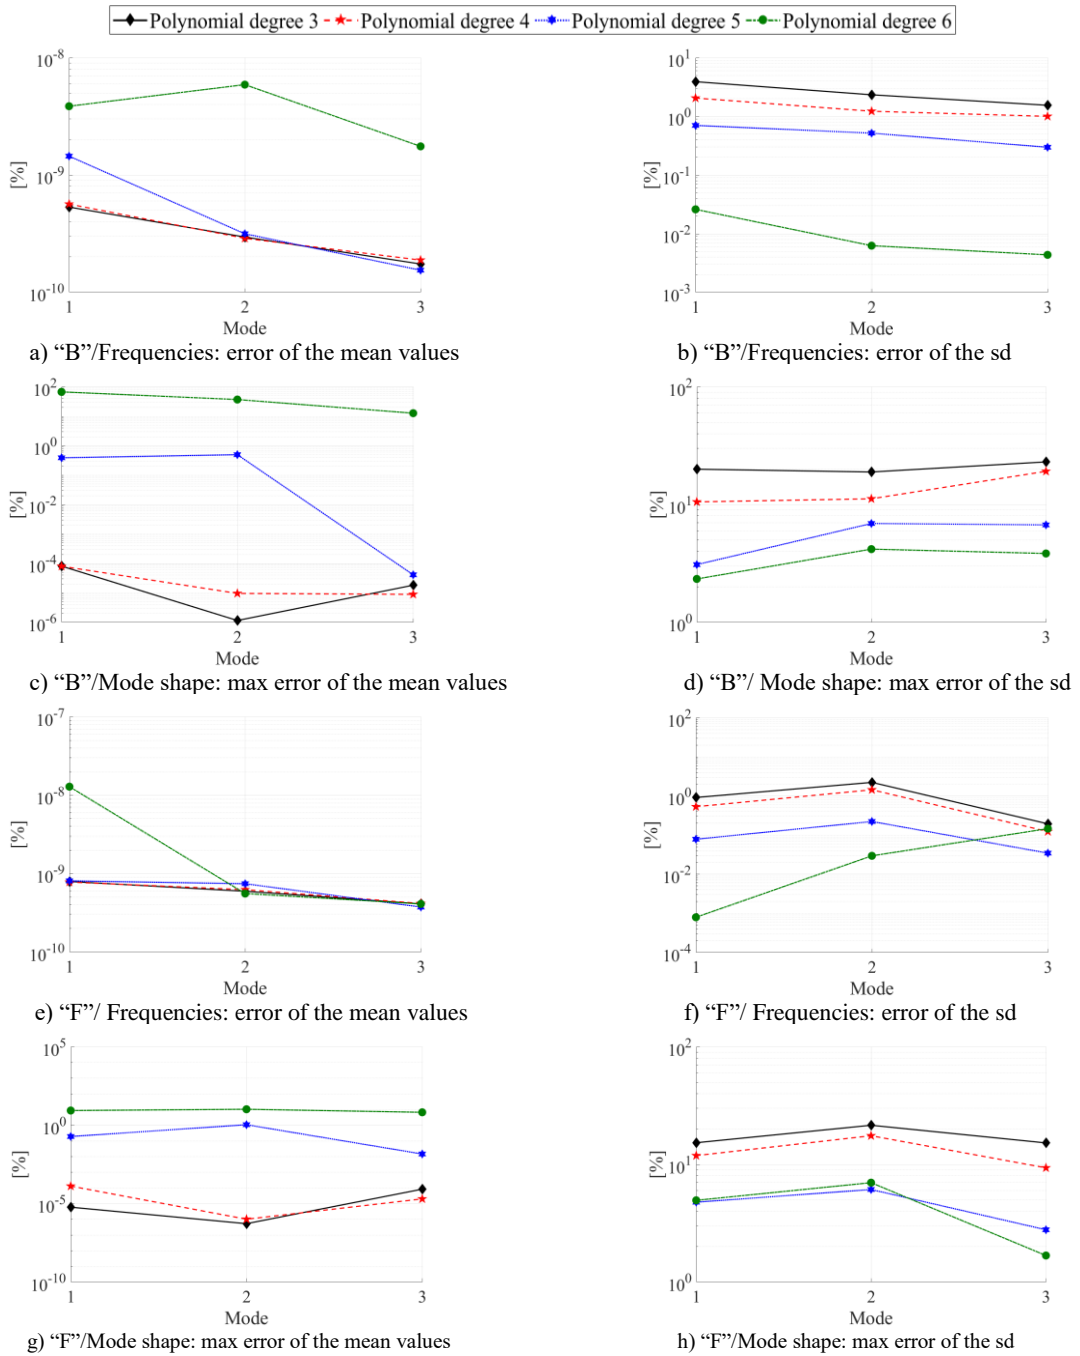 Polynomial degree 3 Polynomial degree 4 Polynomial degree 5 Polynomial degree 6
10^-8
10^-9
10^-10
[%]
1 2 3
Mode
a) “B”/Frequencies: error of the mean values
10^1
10^0
10^-1
10^-2
10^-3
[%]
1 2 3
Mode
b) “B”/Frequencies: error of the sd
10^2
10^0
10^-2
10^-4
10^-6
[%]
1 2 3
Mode
c) “B”/Mode shape: max error of the mean values
10^2
10^1
10^0
[%]
1 2 3
Mode
d) “B”/ Mode shape: max error of the sd
10^-7
10^-8
10^-9
10^-10
[%]
1 2 3
Mode
e) “F”/ Frequencies: error of the mean values
10^2
10^0
10^-2
10^-4
[%]
1 2 3
Mode
f) “F”/ Frequencies: error of the sd
10^5
10^0
10^-5
10^-10
[%]
1 2 3
Mode
g) “F”/Mode shape: max error of the mean values
10^2
10^1
10^0
[%]
1 2 3
Mode
h) “F”/Mode shape: max error of the sd